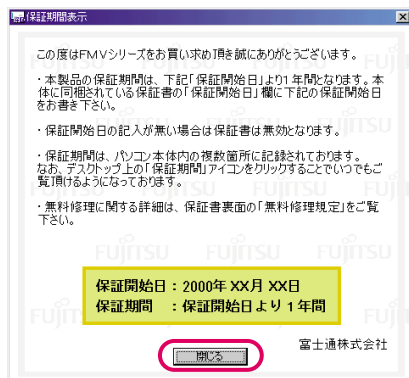 保証期間表示
この度はFMVシリーズをお買い求め頂き誠にありがとうございます。
・本製品の保証期間は、下記「保証開始日」より1年間となります。本
体に同梱されている保証書の「保証開始日」欄に下記の保証開始日
をお書き下さい。
・保証開始日の記入が無い場合は保証書は無効となります。
・保証期間は、パソコン本体内の複数箇所に記録されております。
なお、デスクトップ上の「保証期間」アイコンをクリックすることでいつでもご
覧頂けるようになっております。
・無料修理に関する詳細は、保証書裏面の「無料修理規定」をご覧
下さい。
保証開始日：2000年 XX月 XX日
保証期間　：保証開始日より1年間
富士通株式会社
閉じる